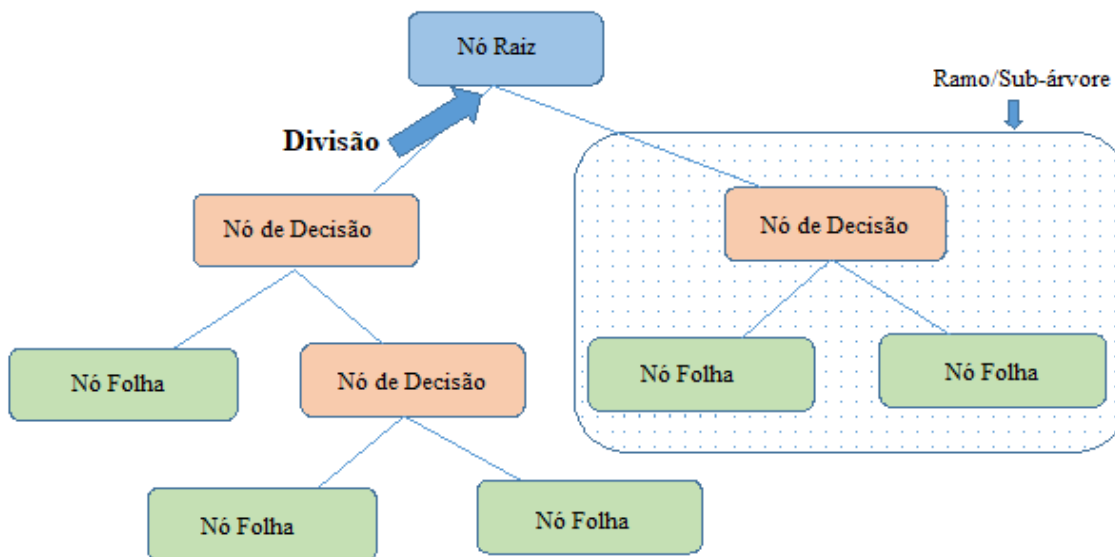 Nó Raiz
Ramo/Sub-árvore
Divisão
Nó de Decisão
Nó de Decisão
Nó Folha
Nó de Decisão
Nó Folha
Nó Folha
Nó Folha
Nó Folha